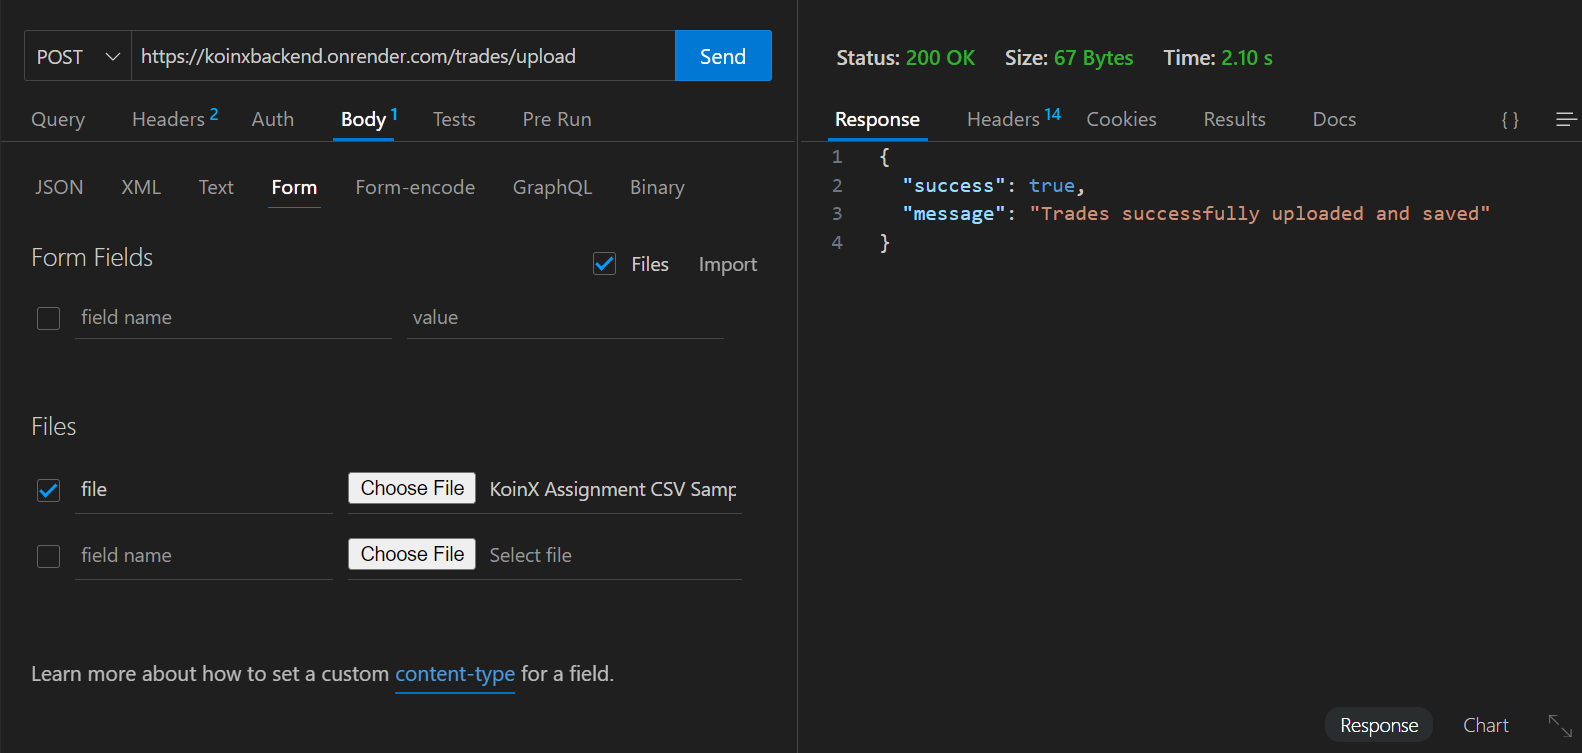 POST https://koinxbackend.onrender.com/trades/upload Send
Query Headers 2 Auth Body 1 Tests Pre Run
JSON XML Text Form Form-encode GraphQL Binary
Form Fields Files Import
field name value
Files
file Choose File KoinX Assignment CSV Samp
field name Choose File Select file
Learn more about how to set a custom content-type for a field.
Status: 200 OK Size: 67 Bytes Time: 2.10 s
Response Headers 14 Cookies Results Docs { }
1 {
2 "success": true,
3 "message": "Trades successfully uploaded and saved"
4 }
Response Chart